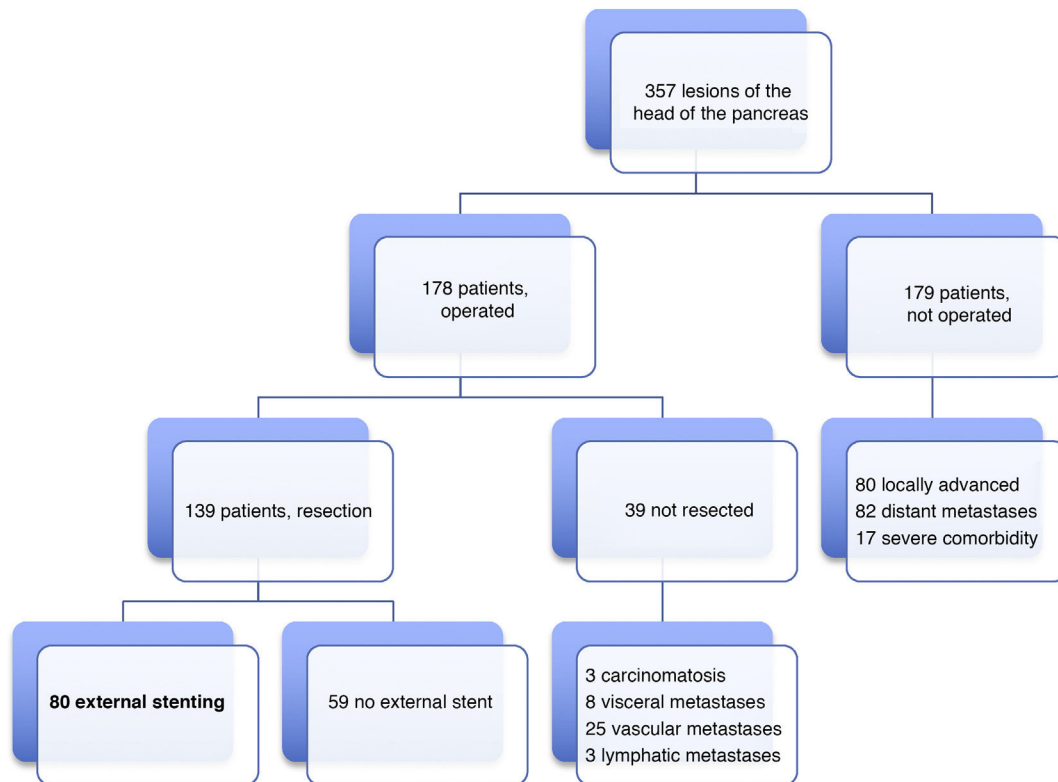 357 lesions of the
head of the pancreas
178 patients,
operated
179 patients,
not operated
139 patients, resection
39 not resected
80 locally advanced
82 distant metastases
17 severe comorbidity
80 external stenting
59 no external stent
3 carcinomatosis
8 visceral metastases
25 vascular metastases
3 lymphatic metastases